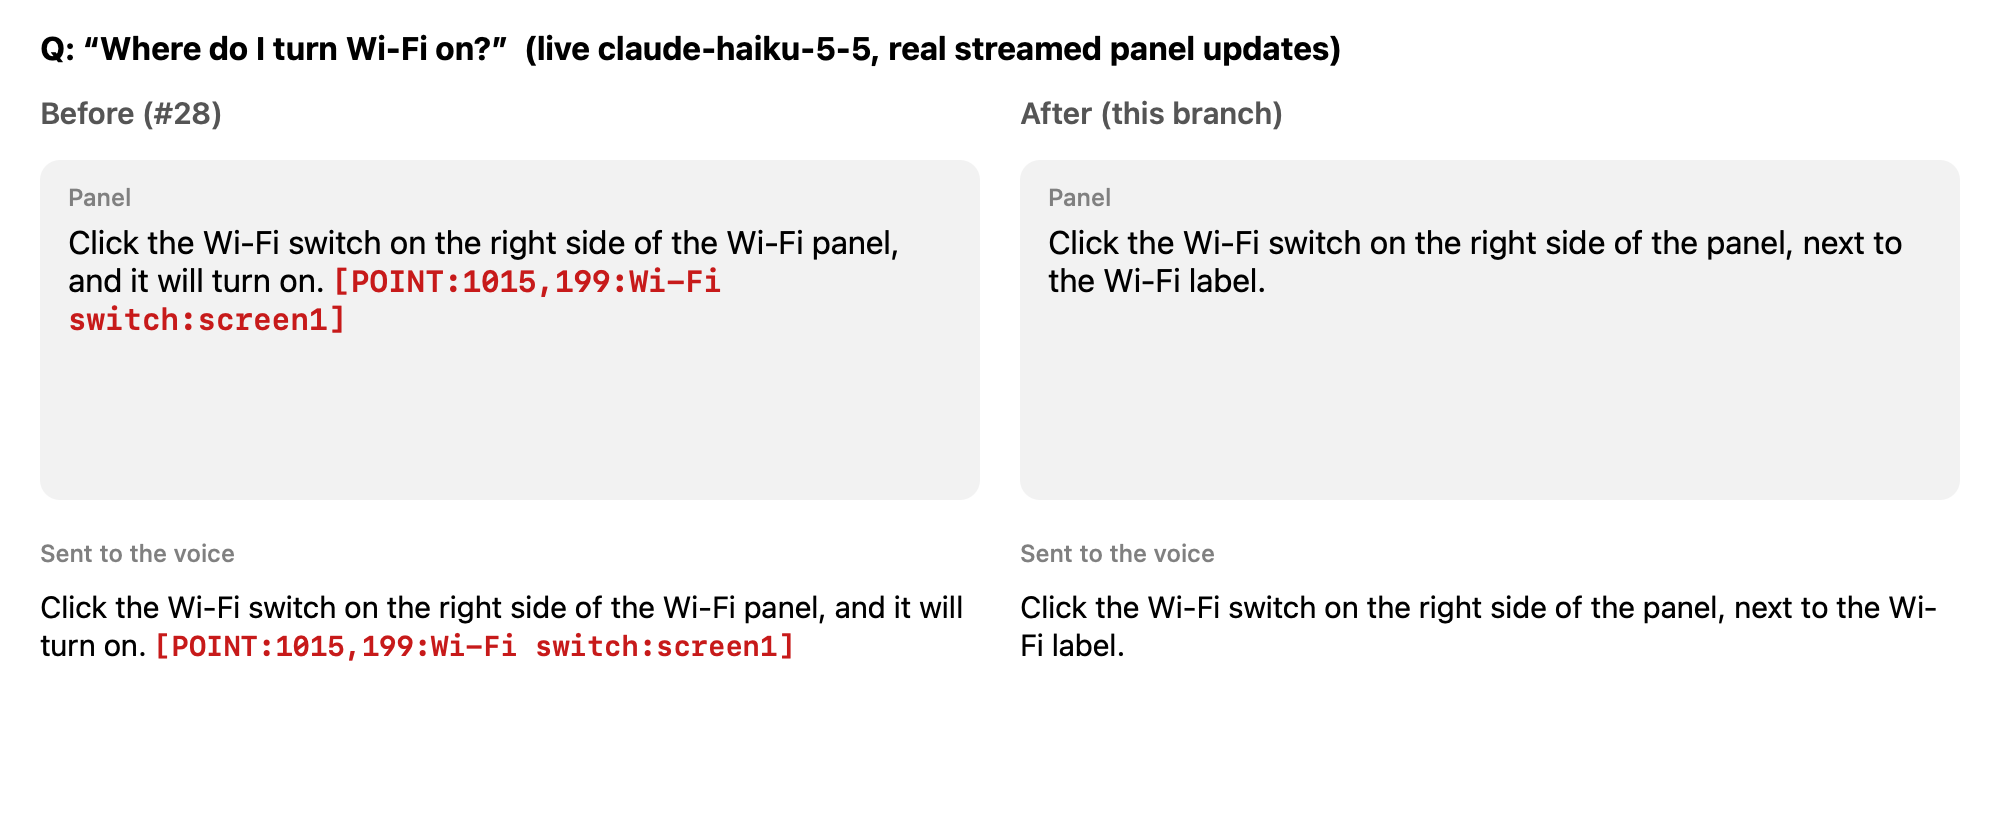 Q: “Where do I turn Wi-Fi on?”  (live claude-haiku-5-5, real streamed panel updates)
Before (#28)
Panel
Click the Wi-Fi switch on the right side of the Wi-Fi panel,
and it will turn on. [POINT:1015,199:Wi-Fi
switch:screen1]
Sent to the voice
Click the Wi-Fi switch on the right side of the Wi-Fi panel, and it will
turn on. [POINT:1015,199:Wi-Fi switch:screen1]
After (this branch)
Panel
Click the Wi-Fi switch on the right side of the panel, next to
the Wi-Fi label.
Sent to the voice
Click the Wi-Fi switch on the right side of the panel, next to the Wi-
Fi label.